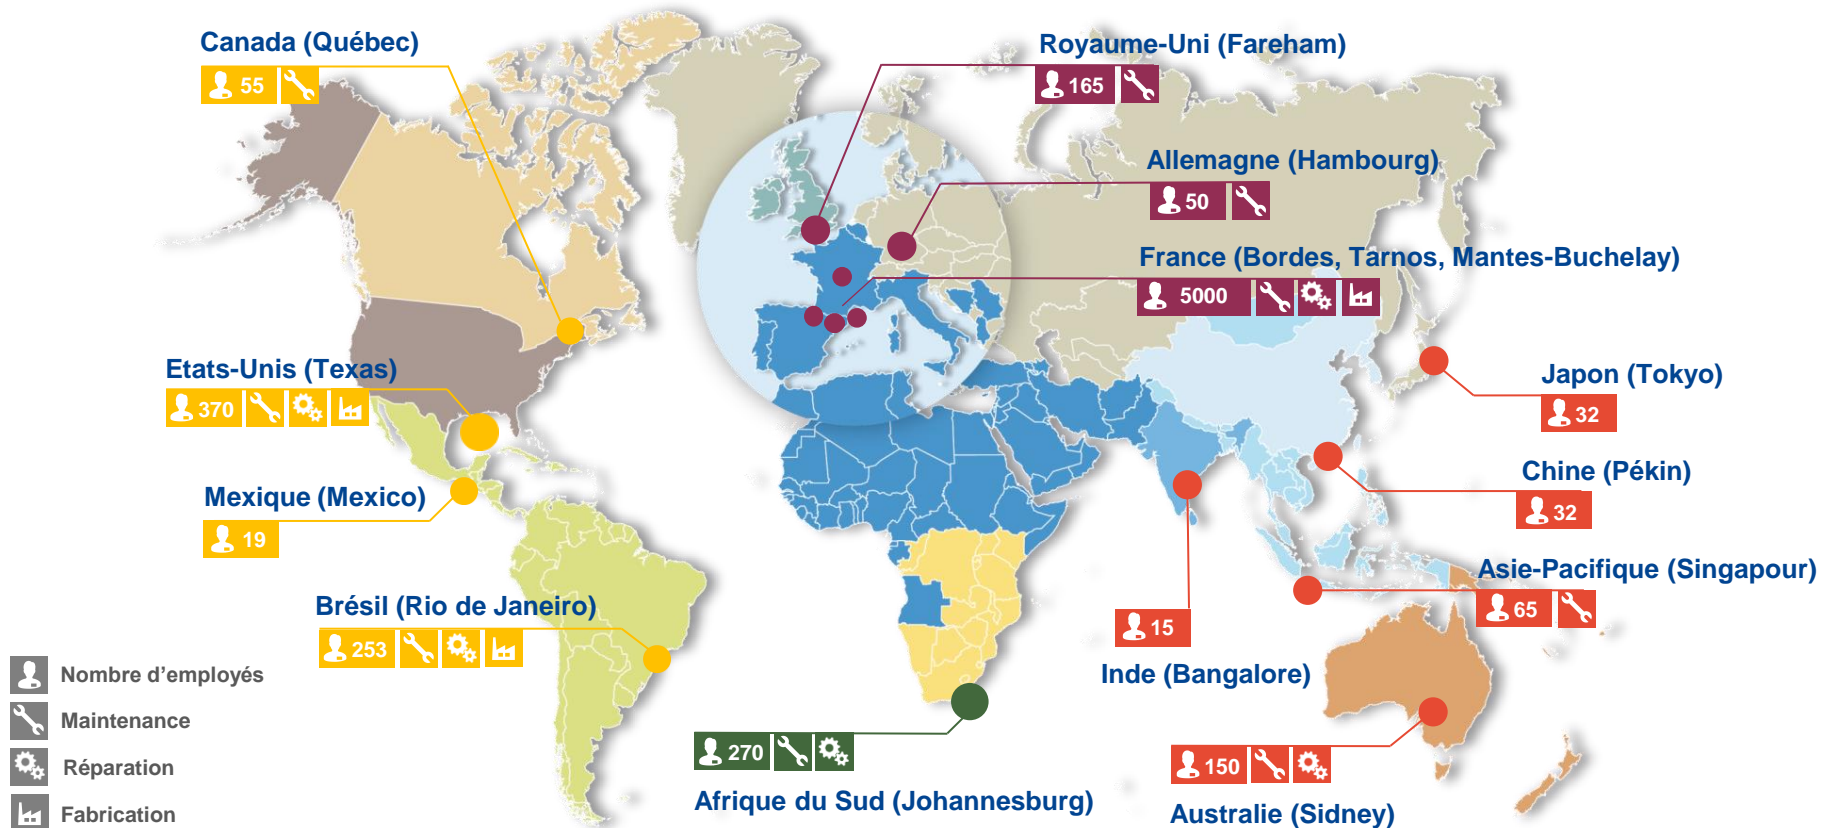 Canada (Québec)
55
Royaume-Uni (Fareham)
165
Allemagne (Hambourg)
50
France (Bordes, Tarnos, Mantes-Buchelay)
5000
Etats-Unis (Texas)
370
Japon (Tokyo)
32
Mexique (Mexico)
19
Chine (Pékin)
32
Brésil (Rio de Janeiro)
253
Asie-Pacifique (Singapour)
65
15
Inde (Bangalore)
270
Afrique du Sud (Johannesburg)
150
Australie (Sidney)
Nombre d'employés
Maintenance
Réparation
Fabrication